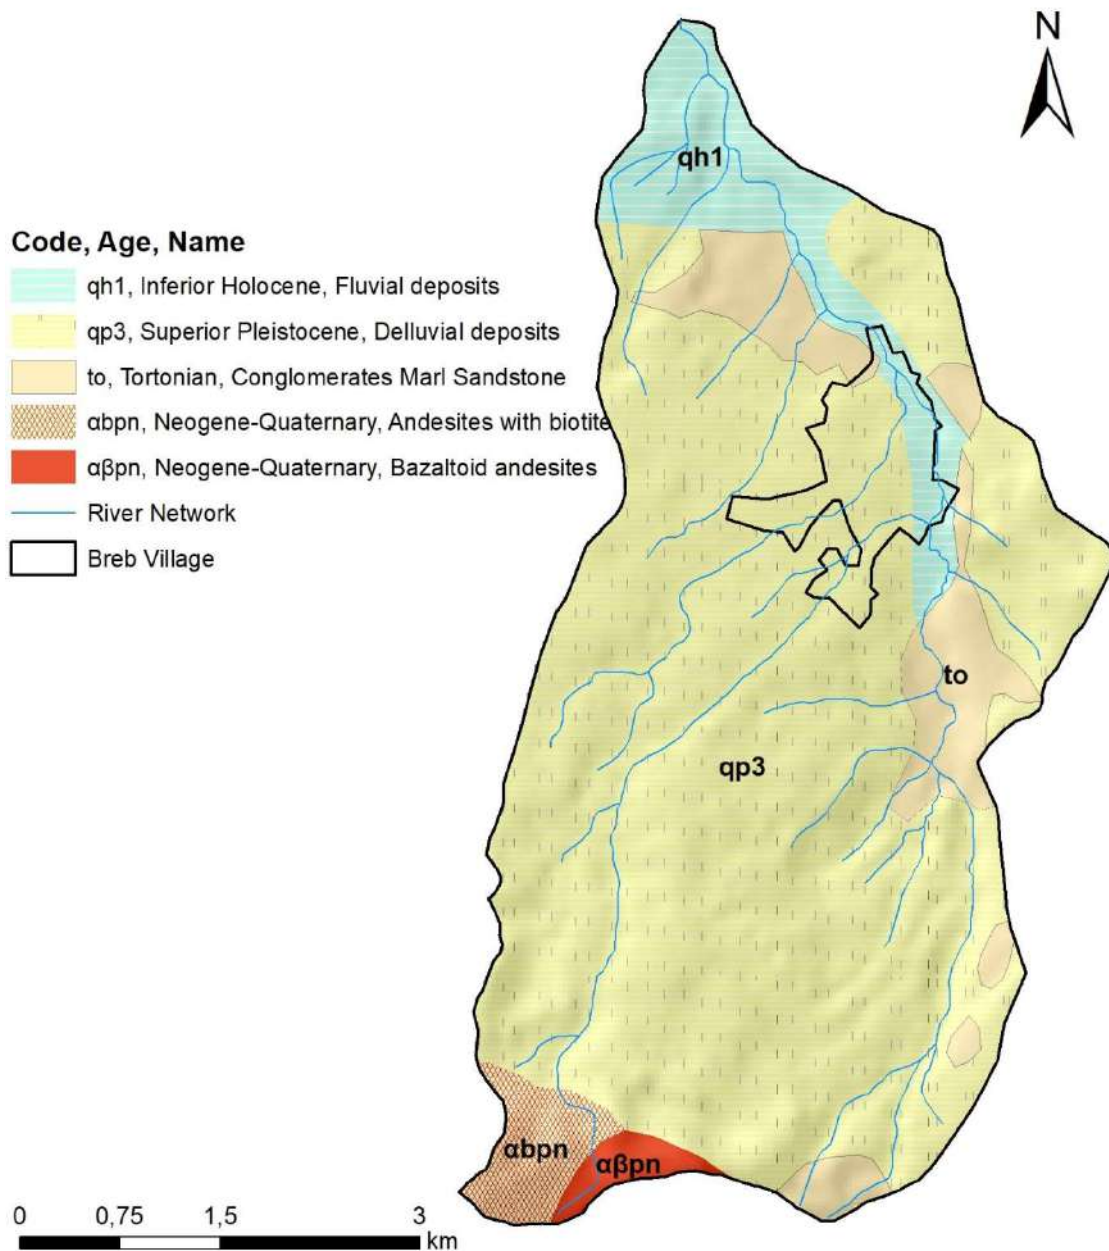 N
qh1
Code, Age, Name
qh1, Inferior Holocene, Fluvial deposits
qp3, Superior Pleistocene, Delluvial deposits
to, Tortonian, Conglomerates Marl Sandstone
αbpn, Neogene-Quaternary, Andesites with biotite
αβpn, Neogene-Quaternary, Bazaltoid andesites
River Network
Breb Village
to
qp3
αbpn
αβpn
0 0,75 1,5 3
km